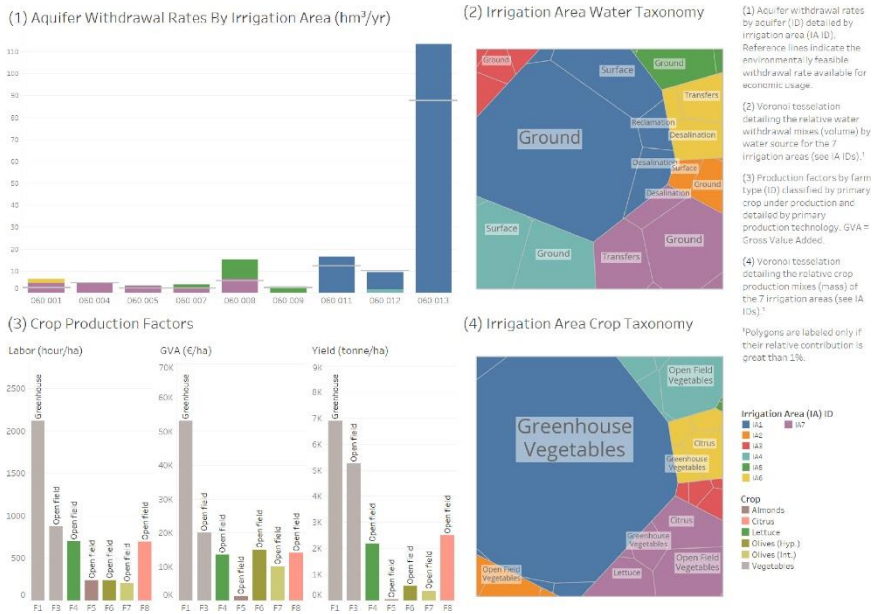 (1) Aquifer Withdrawal Rates By Irrigation Area (hm³/yr)
110
100
90
80
70
60
50
40
30
20
10
0
060 001
060 004
060 005
060 007
060 008
060 009
060 011
060 012
060 013
(2) Irrigation Area Water Taxonomy
Ground
Surface
Ground
Transfers
Reclamation
Desalination
Ground
Desalination
Surface
Ground
Desalination
Surface
Ground
Transfers
Ground
(1) Aquifer withdrawal rates
by aquifer (ID) detailed by
irrigation area (IA ID).
Reference lines indicate the
environmentally feasible
withdrawal rate available for
economic usage.
(2) Voronoi tesselation
detailing the relative water
withdrawal mixes (volume) by
water source for the 7
irrigation areas (see IA IDs).¹
(3) Production factors by farm
type (ID) classified by primary
crop under production and
detailed by primary
production technology. GVA =
Gross Value Added.
(4) Voronoi tesselation
detailing the relative crop
production mixes (mass) of
the 7 irrigation areas (see IA
IDs).¹
¹Polygons are labeled only if
their relative contribution is
great than 1%.
(3) Crop Production Factors
Labor (hour/ha)
2500
2000
1500
1000
500
0
Greenhouse
Open field
Open field
Open field
Open field
Open field
Open field
F1
F3
F4
F5
F6
F7
F8
GVA (€/ha)
70K
60K
50K
40K
30K
20K
10K
0K
Greenhouse
Open field
Open field
Open field
Open field
Open field
Open field
F1
F3
F4
F5
F6
F7
F8
Yield (tonne/ha)
9K
8K
7K
6K
5K
4K
3K
2K
1K
0K
Greenhouse
Open field
Open field
Open field
Open field
Open field
Open field
F1
F3
F4
F5
F6
F7
F8
(4) Irrigation Area Crop Taxonomy
Open Field
Vegetables
Greenhouse
Vegetables
Citrus
Greenhouse
Vegetables
Citrus
Greenhouse
Vegetables
Open Field
Vegetables
Lettuce
Open Field
Vegetables
Irrigation Area (IA) ID
IA1
IA7
IA2
IA3
IA4
IA5
IA6
Crop
Almonds
Citrus
Lettuce
Olives (Hyp.)
Olives (Int.)
Vegetables